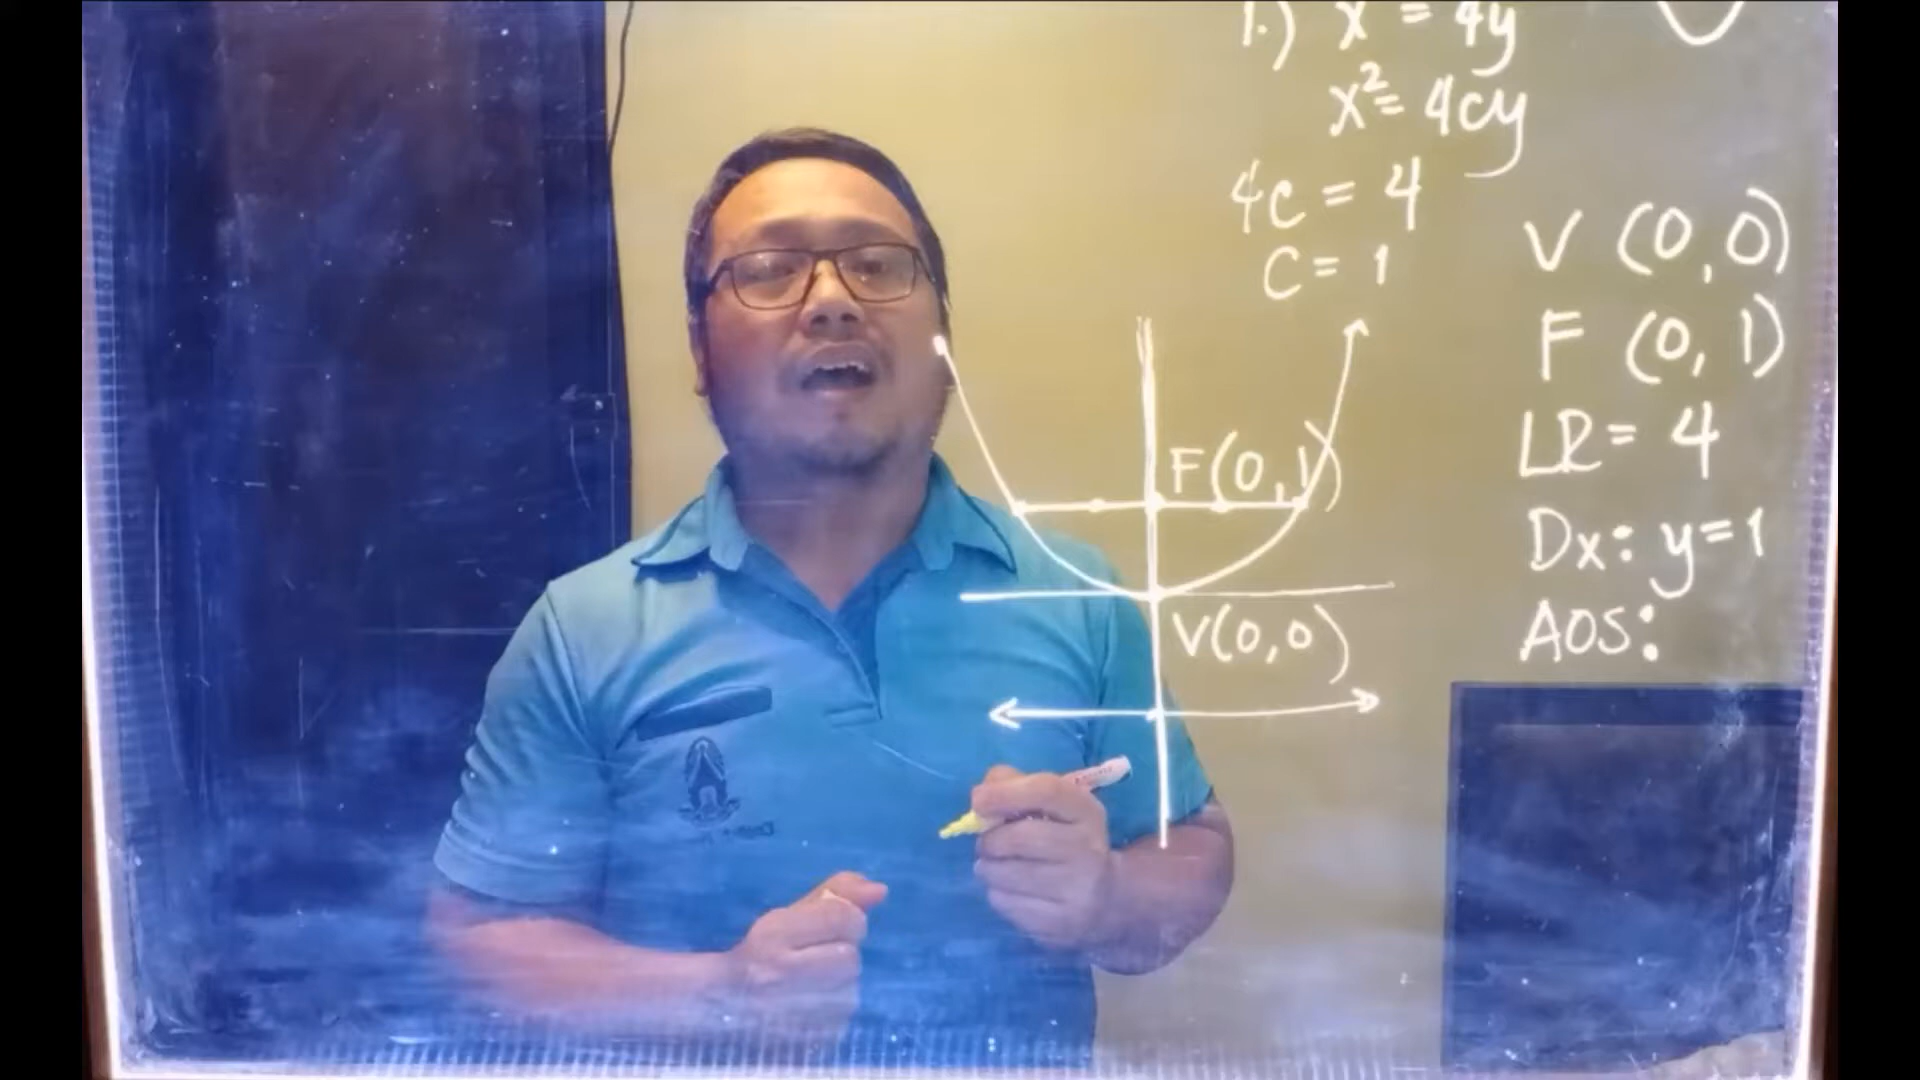 1.) x = 4y
x²= 4cy
4c = 4
c = 1
V (0,0)
F (0,1)
LR = 4
Dx: y=1
AOS:
F(0,1)
V(0,0)